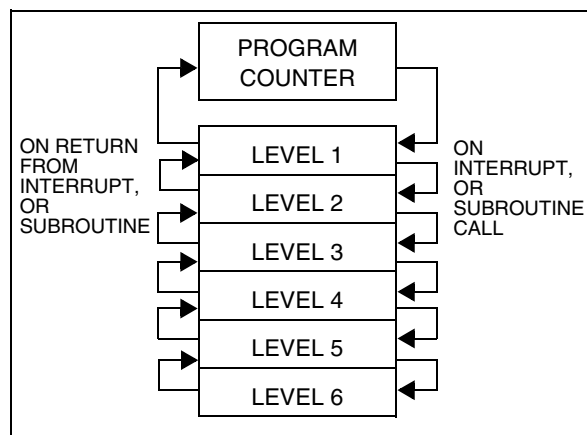 PROGRAM
COUNTER
ON RETURN
FROM
INTERRUPT,
OR
SUBROUTINE
LEVEL 1
LEVEL 2
LEVEL 3
LEVEL 4
LEVEL 5
LEVEL 6
ON
INTERRUPT,
OR
SUBROUTINE
CALL